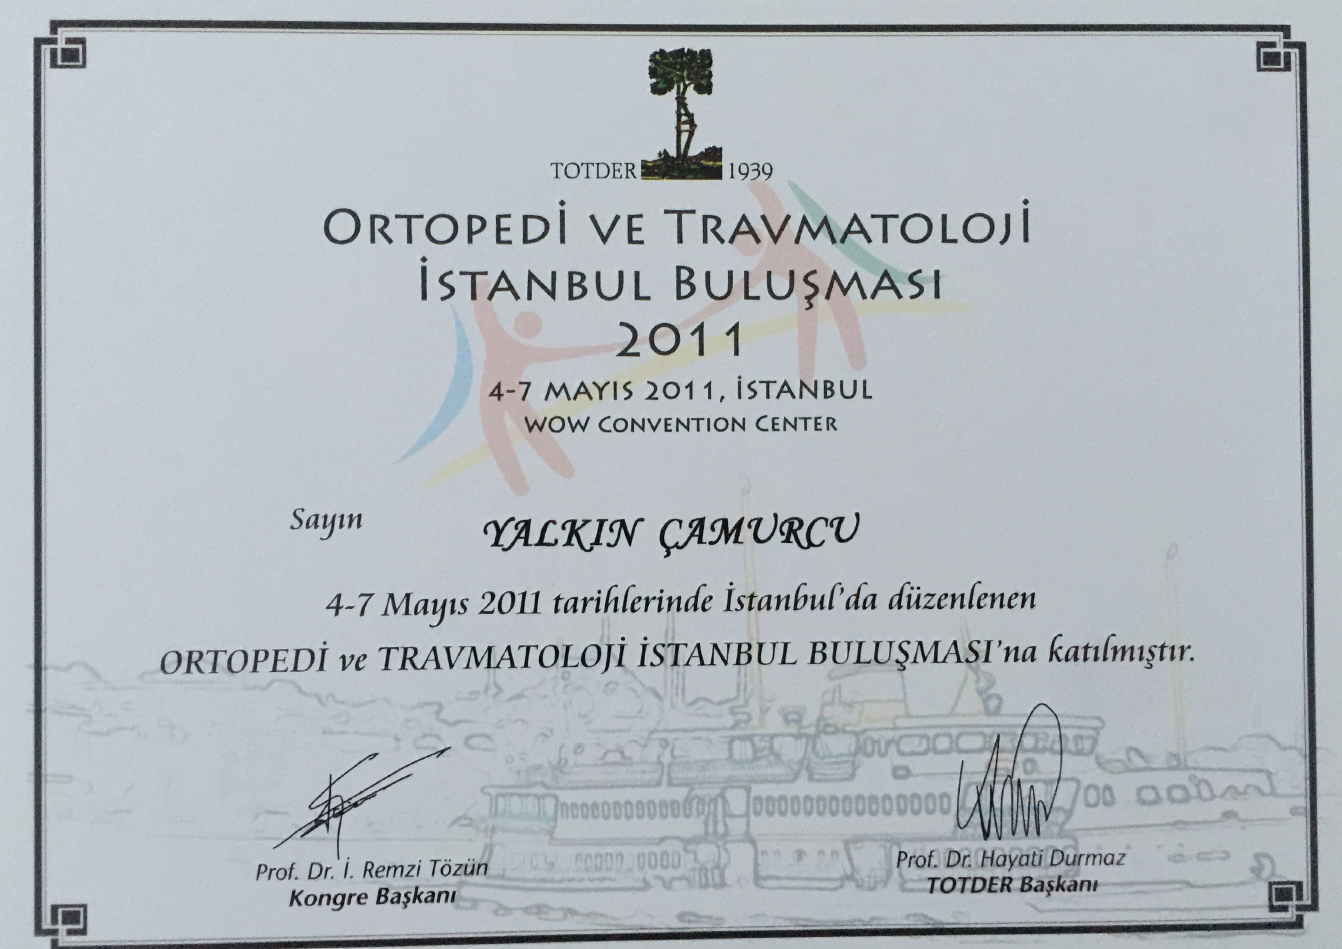 TOTDER 1939
ORTOPEDİ VE TRAVMATOLOJİ
İSTANBUL BULUŞMASI
2011
4-7 MAYIS 2011, İSTANBUL
WOW CONVENTION CENTER
Sayın YALKIN ÇAMURCU
4-7 Mayıs 2011 tarihlerinde İstanbul'da düzenlenen
ORTOPEDİ ve TRAVMATOLOJİ İSTANBUL BULUŞMASI'na katılmıştır.
Prof. Dr. İ. Remzi Tözün
Kongre Başkanı
Prof. Dr. Hayati Durmaz
TOTDER Başkanı